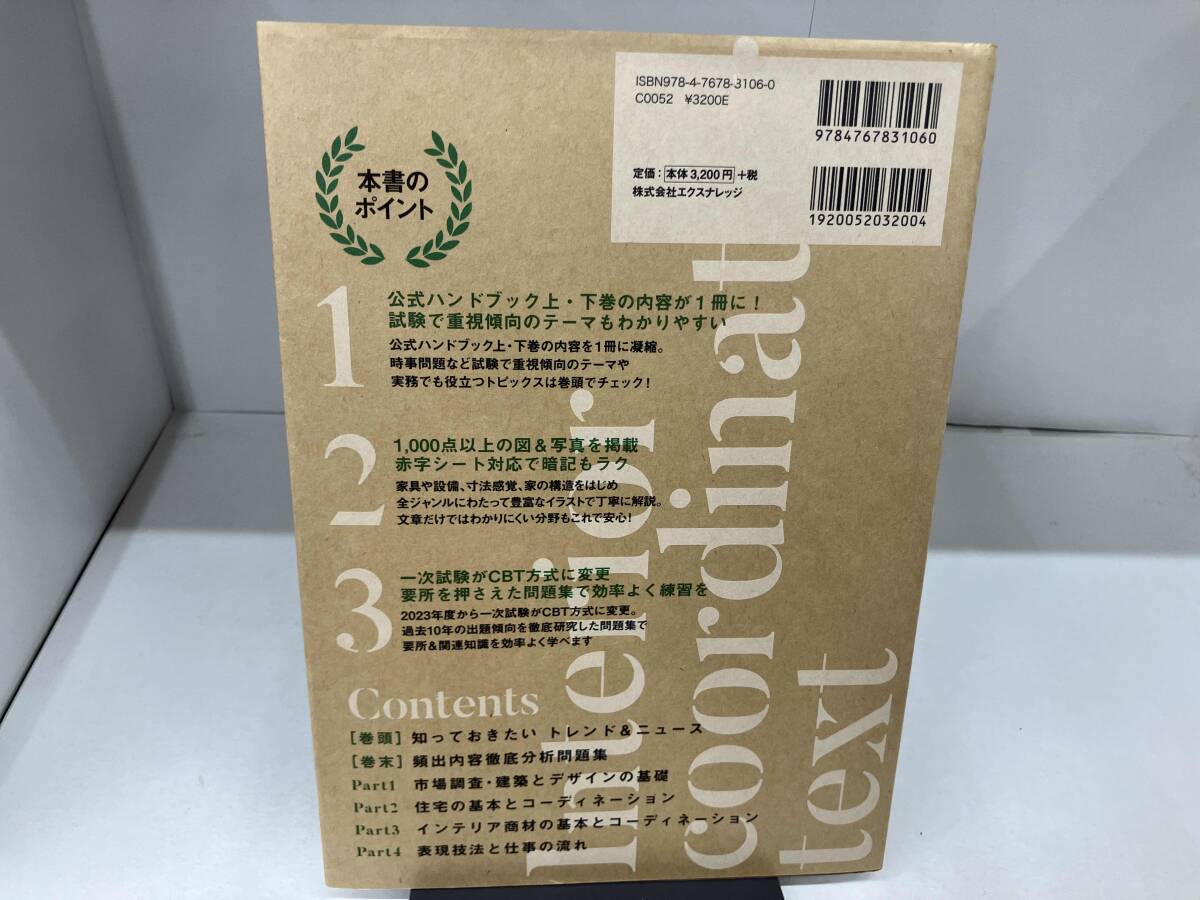 ISBN978-4-7678-3106-0
C0052 ¥3200E
9784767831060
定価：本体3,200円+税
株式会社エクスナレッジ
1920052032004
本書の
ポイント
1
公式ハンドブック上・下巻の内容が1冊に！
試験で重視傾向のテーマもわかりやすい
公式ハンドブック上・下巻の内容を1冊に凝縮。
時事問題など試験で重視傾向のテーマや
実務でも役立つトピックスは巻頭でチェック！
2
1,000点以上の図＆写真を掲載
赤字シート対応で暗記もラク
家具や設備、寸法感覚、家の構造をはじめ
全ジャンルにわたって豊富なイラストで丁寧に解説。
文章だけではわかりにくい分野もこれで安心！
3
一次試験がCBT方式に変更
要所を押さえた問題集で効率よく練習を
2023年度から一次試験がCBT方式に変更。
過去10年の出題傾向を徹底研究した問題集で
要所＆関連知識を効率よく学べます
Contents
［巻頭］知っておきたい トレンド＆ニュース
［巻末］頻出内容徹底分析問題集
Part1 市場調査・建築とデザインの基礎
Part2 住宅の基本とコーディネーション
Part3 インテリア商材の基本とコーディネーション
Part4 表現技法と仕事の流れ
Interior
coordinat
text